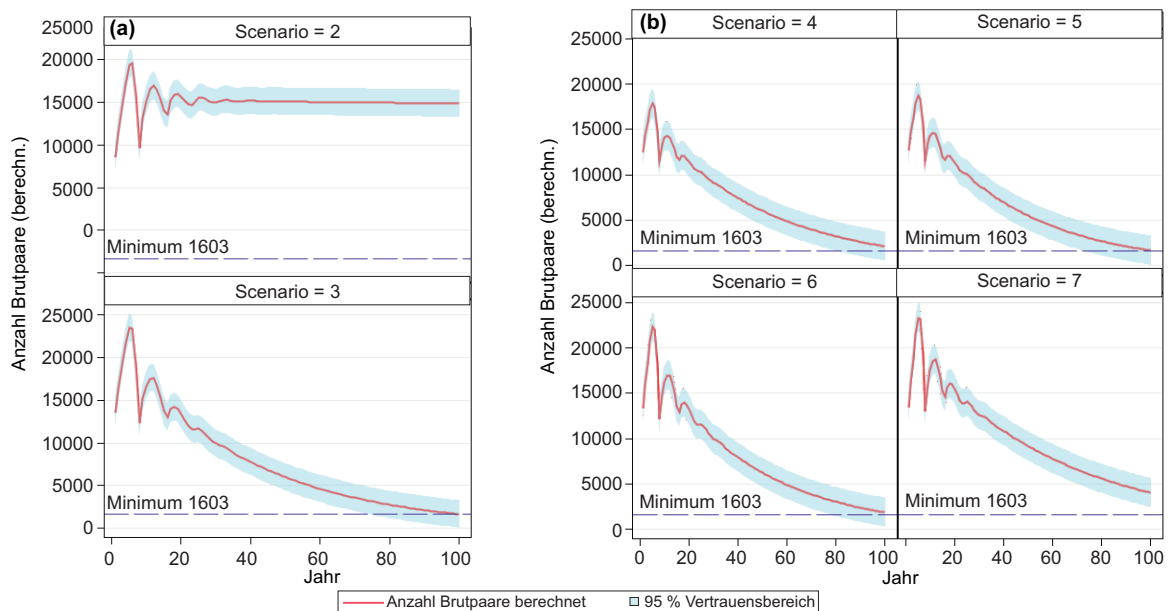 (a)
Scenario = 2
25000
20000
15000
10000
5000
0
Minimum 1603
Scenario = 3
25000
20000
15000
10000
5000
Minimum 1603
0
0 20 40 60 80 100
Jahr
Anzahl Brutpaare (berechn.)
(b)
Scenario = 4
Scenario = 5
25000
20000
15000
10000
5000
Minimum 1603
Minimum 1603
0
Scenario = 6
Scenario = 7
25000
20000
15000
10000
5000
Minimum 1603
Minimum 1603
0
0 20 40 60 80 100
20 40 60 80 100
Jahr
Anzahl Brutpaare (berechn.)
Anzahl Brutpaare berechnet
95 % Vertrauensbereich